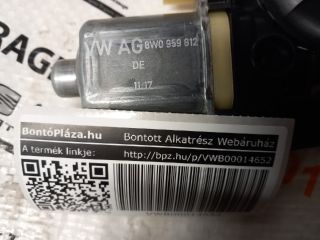 VW AG 8W0 959 812
DE
11.17
BontóPláza.hu Bontott Alkatrész Webáruház
A termék linkje: http://bpz.hu/p/VWB00014652